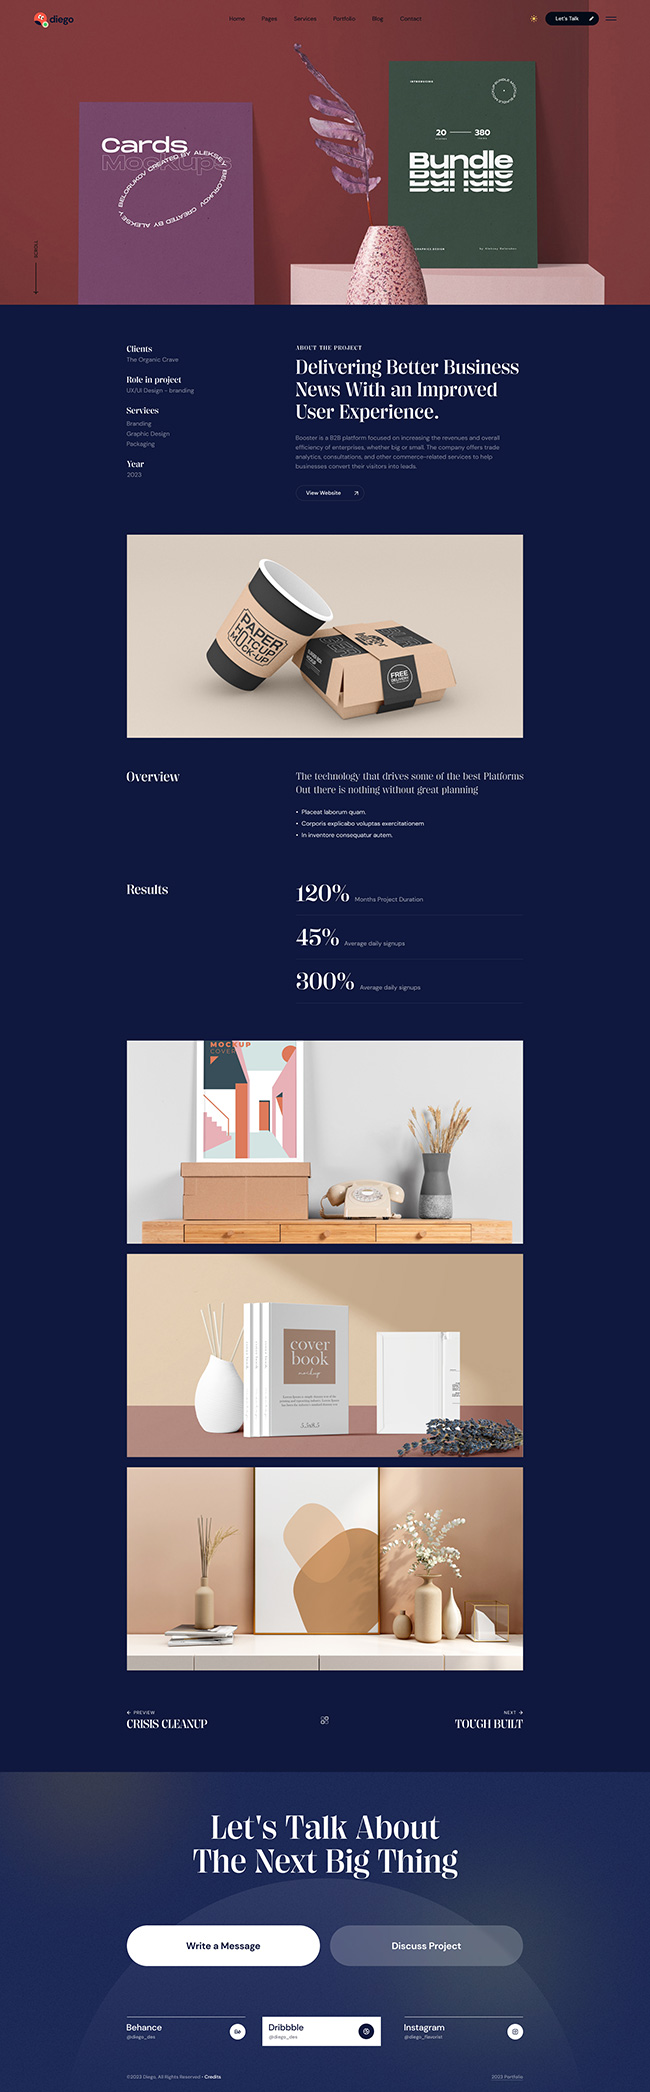 diego
Home
Pages
Services
Portfolio
Blog
Contact
Let's Talk
Cards
Mockups
CREATED BY ALEKSEY BELORUKOV CREATED BY ALEKSEY BELORUKOV
20
380
Bundle
Clients
The Organic Crave
Role in project
UX/UI Design - branding
Services
Branding
Graphic Design
Packaging
Year
2023
ABOUT THE PROJECT
Delivering Better Business
News With an Improved
User Experience.
Booster is a B2B platform focused on increasing the revenues and overall
efficiency of enterprises, whether big or small. The company offers trade
analytics, consultations, and other commerce-related services to help
businesses convert their visitors into leads.
View Website
PAPER
HOTCUP
MOCK-UP
FREE
DELIVERY
Overview
The technology that drives some of the best Platforms
Out there is nothing without great planning
• Placeat laborum quam.
• Corporis explicabo voluptas exercitationem
• In inventore consequatur autem.
Results
120% Months Project Duration
45% Average daily signups
300% Average daily signups
MOCKUP
COVER
cover
book
mockup
5.5x8.5
PREVIEW
CRISIS CLEANUP
NEXT
TOUGH BUILT
Let's Talk About
The Next Big Thing
Write a Message
Discuss Project
Behance
@diego_des
Dribbble
@diego_des
Instagram
@diego_flavorist
©2023 Diego, All Rights Reserved • Credits
2023 Portfolio